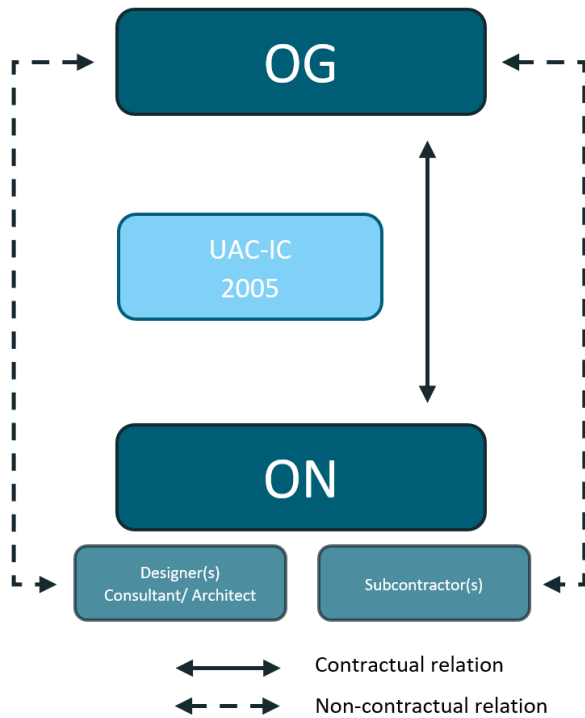 OG
UAC-IC
2005
ON
Designer(s)
Consultant/ Architect
Subcontractor(s)
Contractual relation
Non-contractual relation